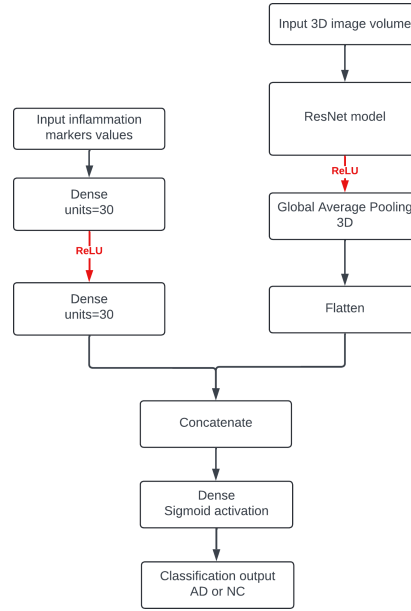 Input 3D image volume
ResNet model
ReLU
Global Average Pooling
3D
Flatten
Input inflammation
markers values
Dense
units=30
ReLU
Dense
units=30
Concatenate
Dense
Sigmoid activation
Classification output
AD or NC